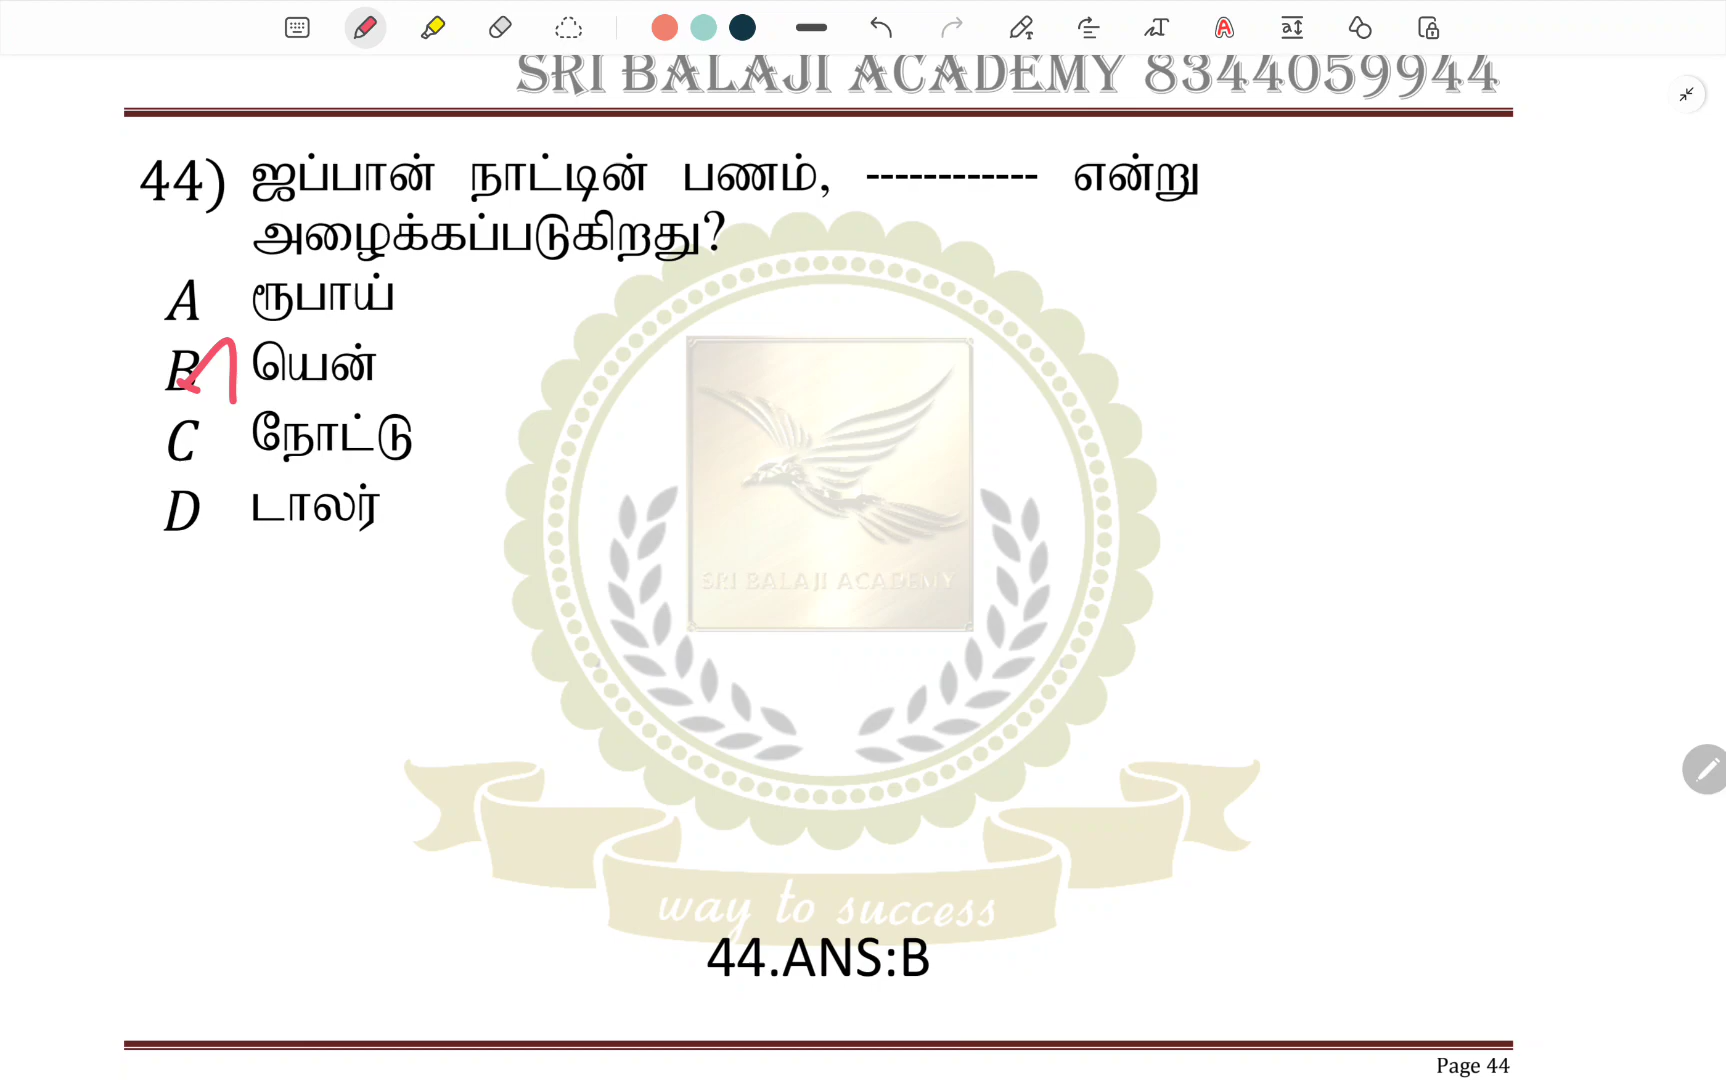 SRI BALAJI ACADEMY 8344059944
44) ஜப்பான் நாட்டின் பணம், ------------ என்று
அழைக்கப்படுகிறது?
A ரூபாய்
B யென்
C நோட்டு
D டாலர்
SRI BALAJI ACADEMY
way to success
44.ANS:B
Page 44